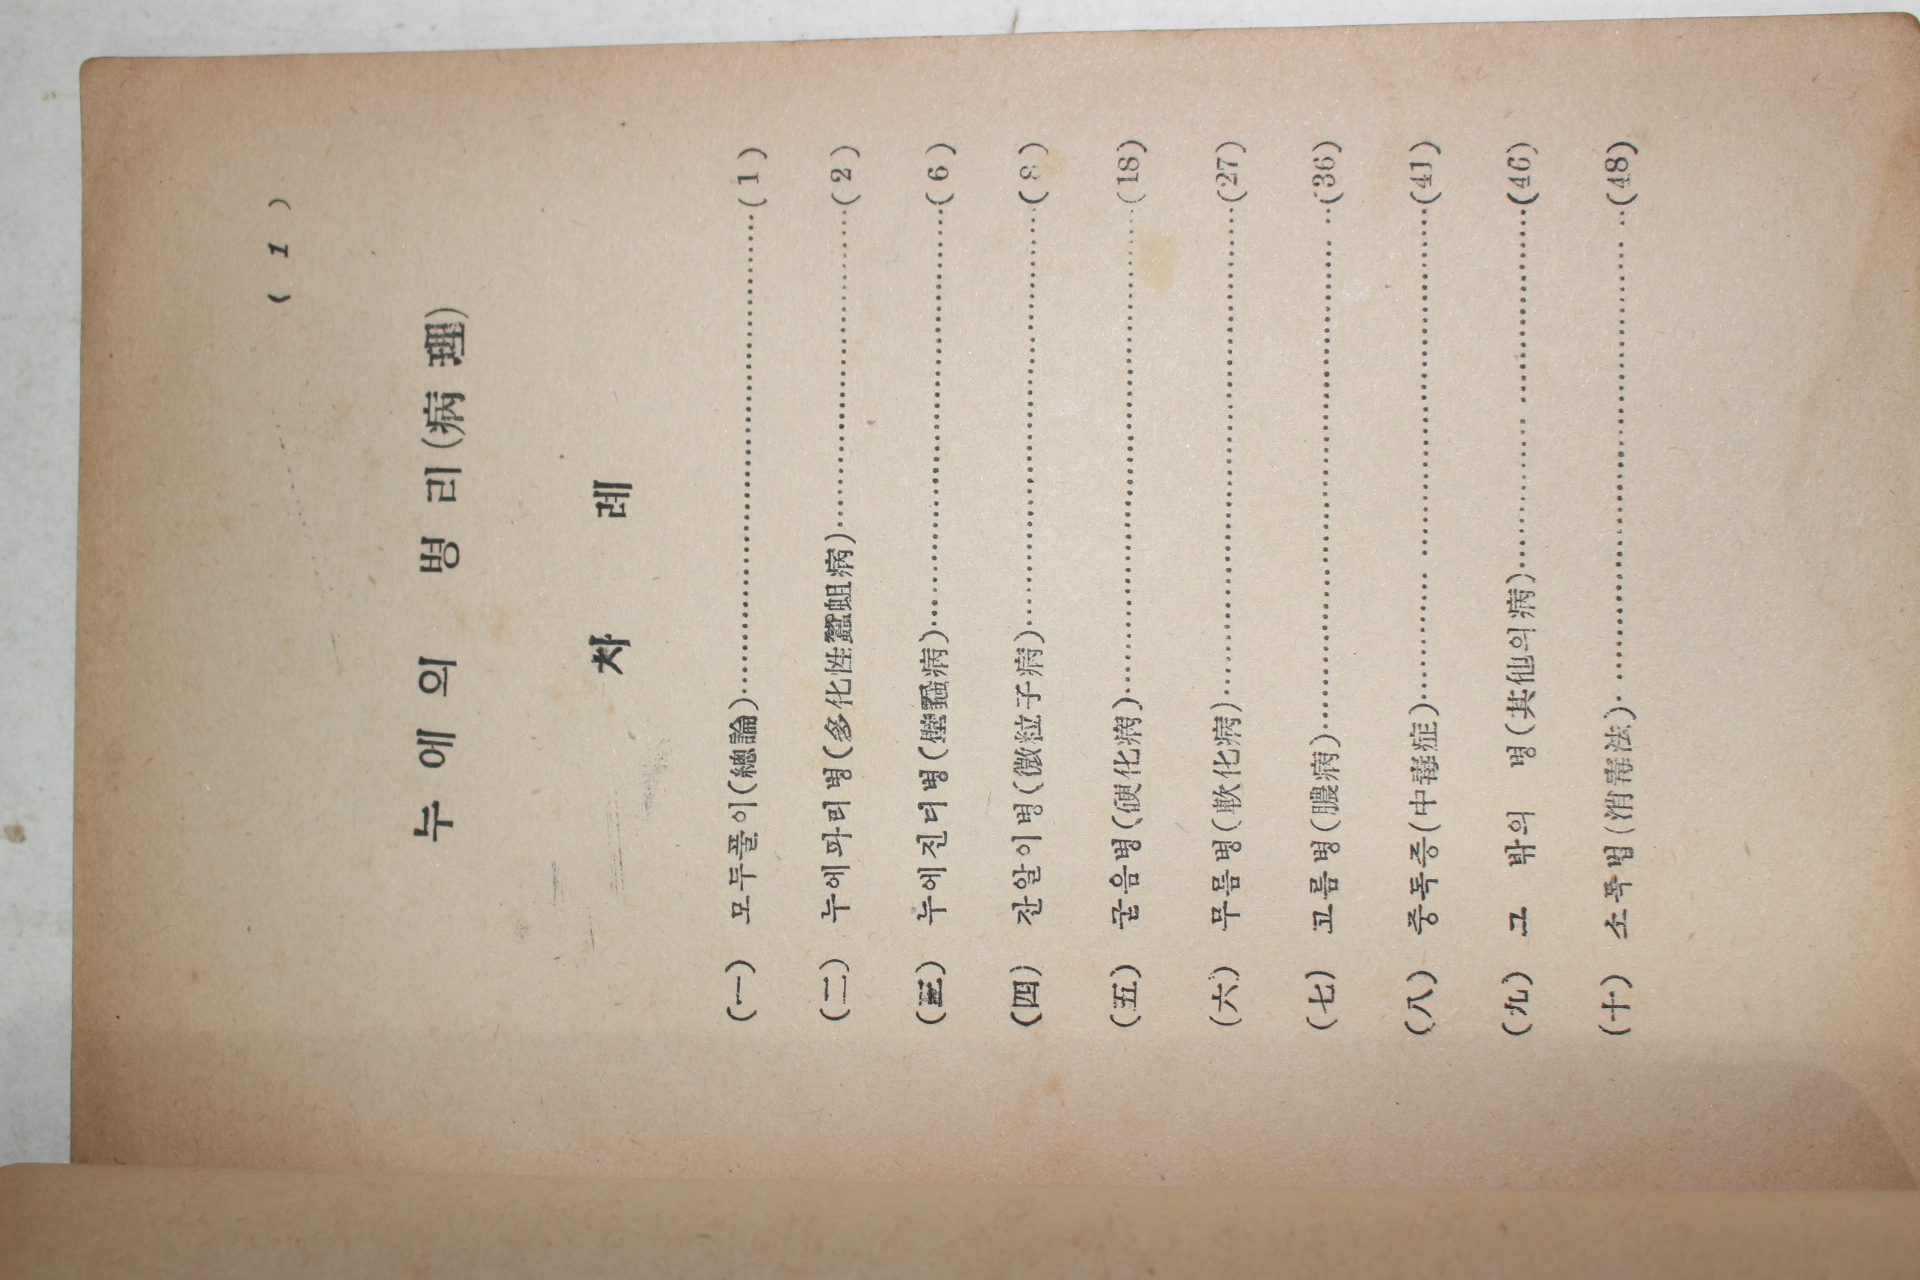 ( 1 )
누에의 병리(病理)
차 례
(一) 모두풀이(總論)………(1)
(二) 누에파리병(多化性蠶蛆病)………(2)
(三) 누에진디병(蠶病)………(6)
(四) 잔알이병(微粒子病)………(8)
(五) 굳음병(硬化病)………(18)
(六) 무름병(軟化病)………(27)
(七) 고름병(膿病)………(36)
(八) 중독증(中毒症)………(41)
(九) 그 밖의 병(其他의病)………(46)
(十) 소독법(消毒法)………(48)